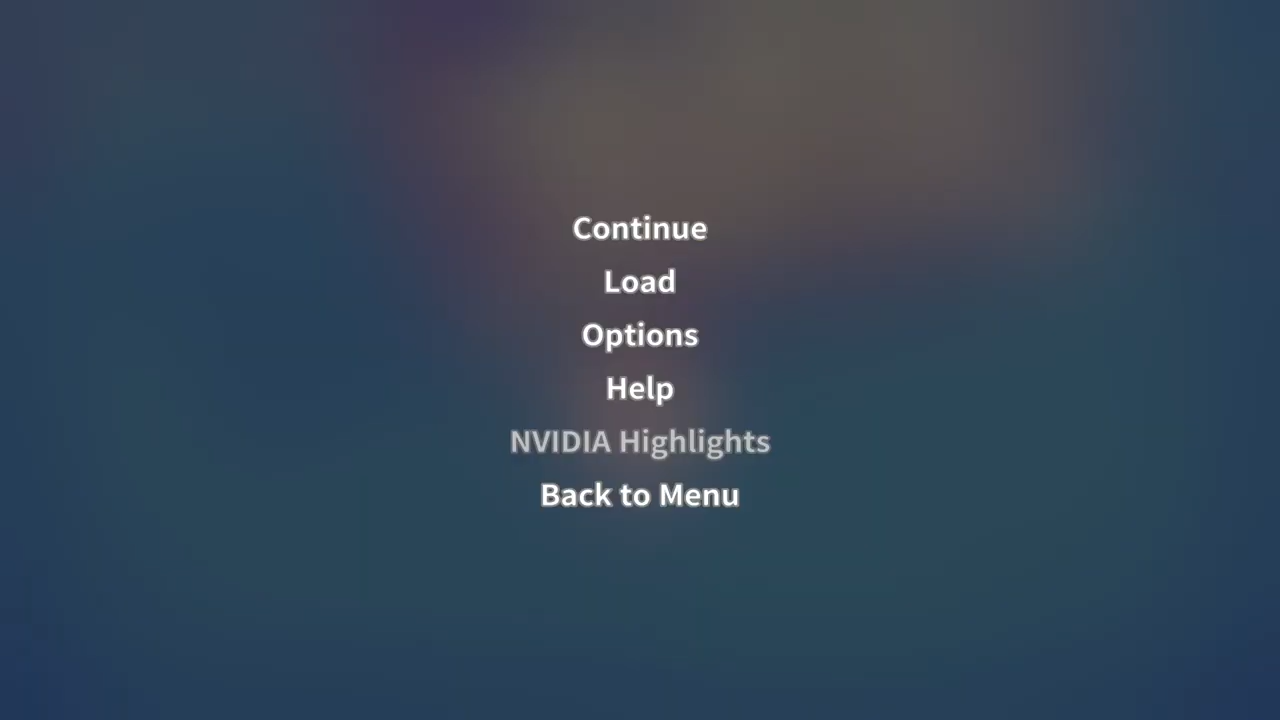 Continue
Load
Options
Help
NVIDIA Highlights
Back to Menu